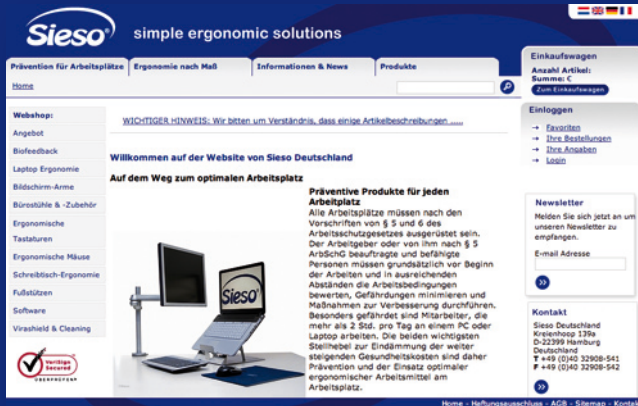 Sieso®
simple ergonomic solutions
Prävention für Arbeitsplätze
Ergonomie nach Maß
Informationen & News
Produkte
Home
Webshop:
Angebot
Biofeedback
Laptop Ergonomie
Bildschirm-Arme
Bürostühle & -Zubehör
Ergonomische
Tastaturen
Ergonomische Mäuse
Schreibtisch-Ergonomie
Fußstützen
Software
Virashield & Cleaning
VeriSign
Secured
WICHTIGER HINWEIS: Wir bitten um Verständnis, dass einige Artikelbeschreibungen .....
Willkommen auf der Website von Sieso Deutschland
Auf dem Weg zum optimalen Arbeitsplatz
Sieso
Präventive Produkte für jeden
Arbeitplatz
Alle Arbeitsplätze müssen nach den
Vorschriften von § 5 und 6 des
Arbeitsschutzgesetzes ausgerüstet sein.
Der Arbeitgeber oder von ihm nach § 5
ArbSchG beauftragte und befähigte
Personen müssen grundsätzlich vor Beginn
der Arbeiten und in ausreichenden
Abständen die Arbeitsbedingungen
bewerten, Gefährdungen minimieren und
Maßnahmen zur Verbesserung durchführen.
Besonders gefährdet sind Mitarbeiter, die
mehr als 2 Std. pro Tag an einem PC oder
Laptop arbeiten. Die beiden wichtigsten
Stellhebel zur Eindämmung der weiter
steigenden Gesundheitskosten sind daher
Prävention und der Einsatz optimaler
ergonomischer Arbeitsmittel am
Arbeitsplatz.
Einkaufswagen
Anzahl Artikel:
Summe: €
Zum Einkaufswagen
Einloggen
→ Favoriten
→ Ihre Bestellungen
→ Ihre Angaben
→ Login
Newsletter
Melden Sie sich jetzt an um
unseren Newsletter zu
empfangen.
E-mail Adresse
Kontakt
Sieso Deutschland
Kreienhoop 139a
D-22399 Hamburg
Deutschland
T +49 (0)40 32908-541
F +49 (0)40 32908-542
Home - Haftungsausschluss - AGB - Sitemap - Kontakt